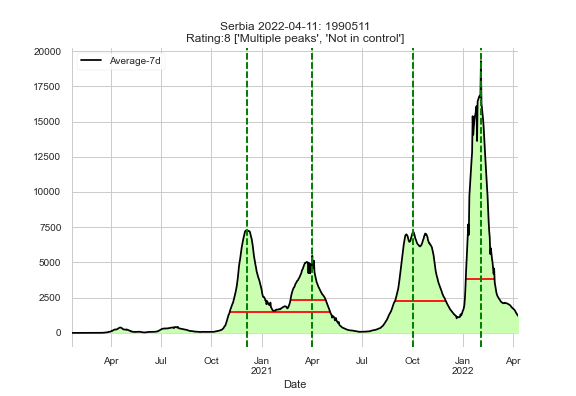 Serbia 2022-04-11: 1990511
Rating:8 ['Multiple peaks', 'Not in control']
20000
Average-7d
17500
15000
12500
10000
7500
5000
2500
0
Apr Jul Oct Jan Apr Jul Oct Jan Apr
2021 2022
Date